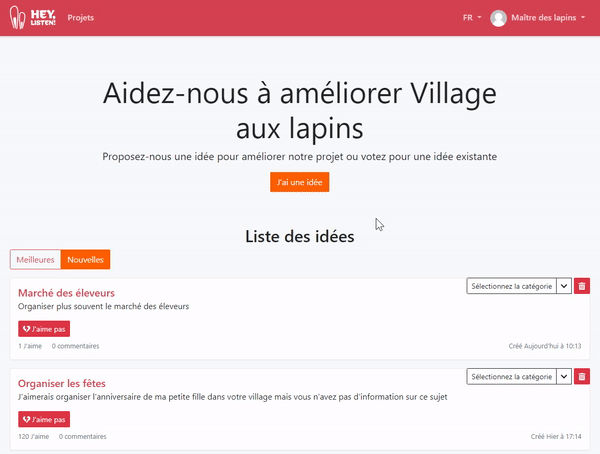 HEY,
LISTEN!
Projets
FR
Maître des lapins
Aidez-nous à améliorer Village
aux lapins
Proposez-nous une idée pour améliorer notre projet ou votez pour une idée existante
J'ai une idée
Liste des idées
Meilleures
Nouvelles
Sélectionnez la catégorie
Marché des éleveurs
Organiser plus souvent le marché des éleveurs
J'aime pas
1 J'aime
0 commentaires
Créé Aujourd'hui à 10:13
Sélectionnez la catégorie
Organiser les fêtes
J'aimerais organiser l'anniversaire de ma petite fille dans votre village mais vous n'avez pas d'information sur ce sujet
J'aime pas
120 J'aime
0 commentaires
Créé Hier à 17:14